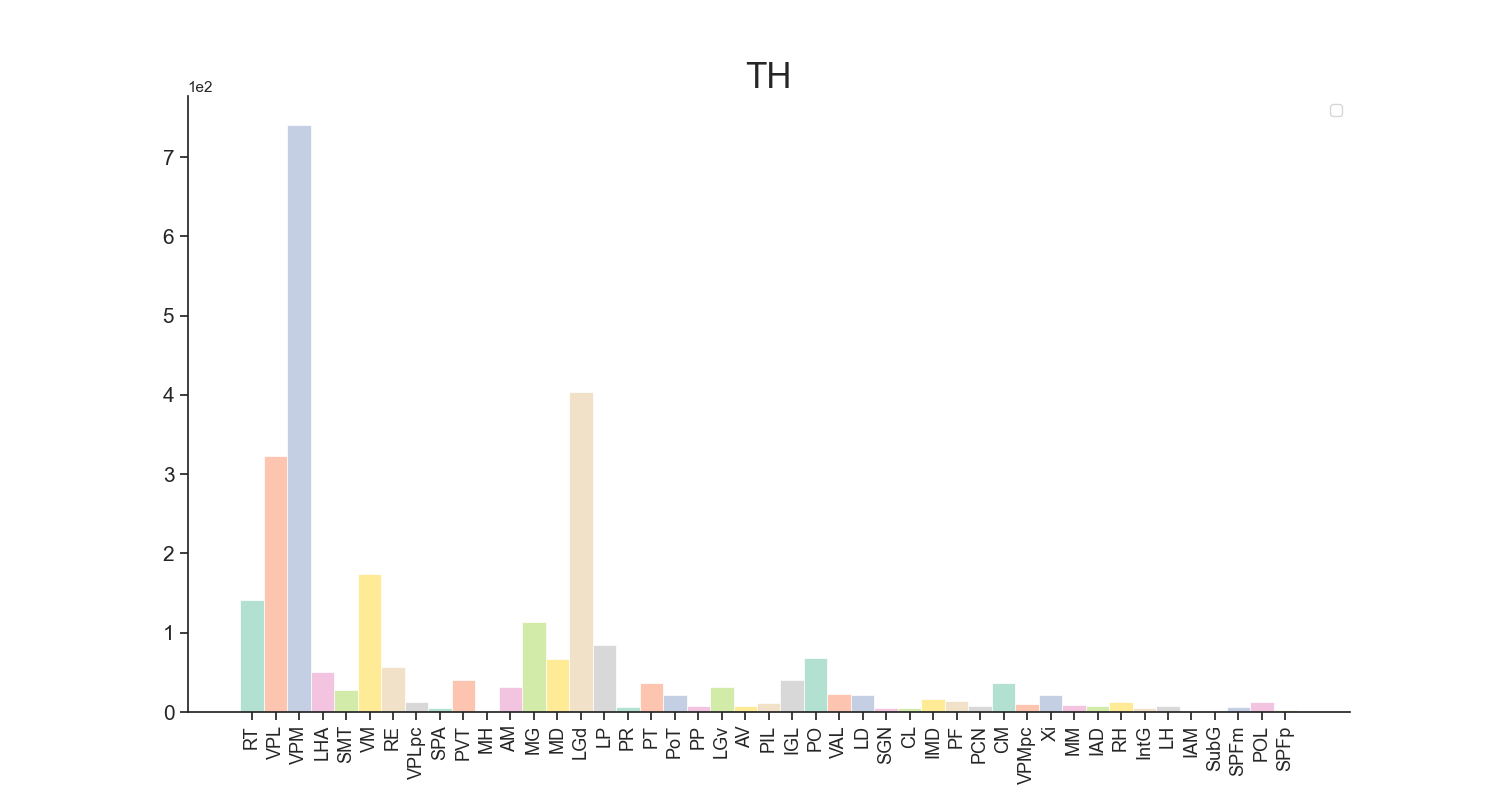 TH
1e2
7
6
5
4
3
2
1
0
RT VPL VPM LHA SMT VM RE VPLpc SPA PVT MH AM MG MD LGd LP PR PT PoT PP LGv AV PIL IGL PO VAL LD SGN CL IMD PF PCN CM VPMpc Xi MM IAD RH IntG LH IAM SubG SPFm POL SPFp